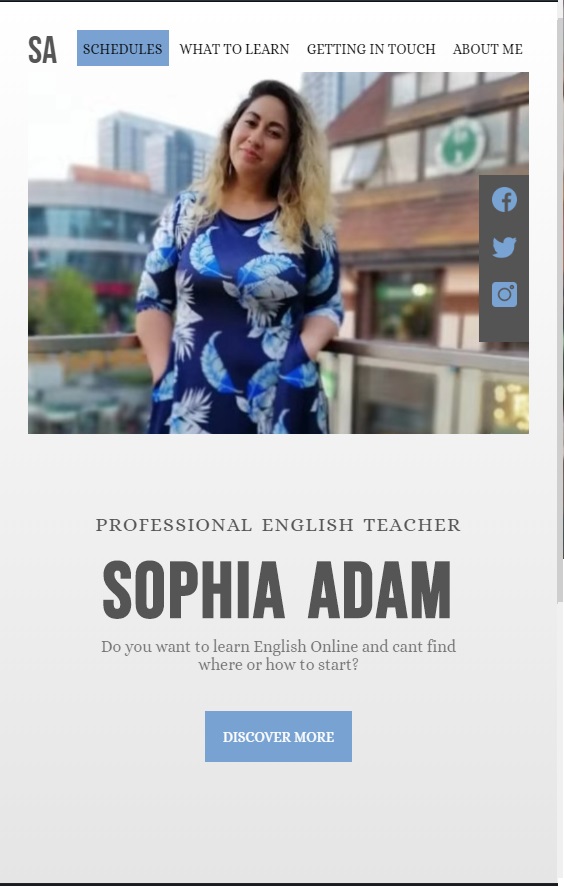 SA
SCHEDULES WHAT TO LEARN GETTING IN TOUCH ABOUT ME
PROFESSIONAL ENGLISH TEACHER
SOPHIA ADAM
Do you want to learn English Online and cant find
where or how to start?
DISCOVER MORE